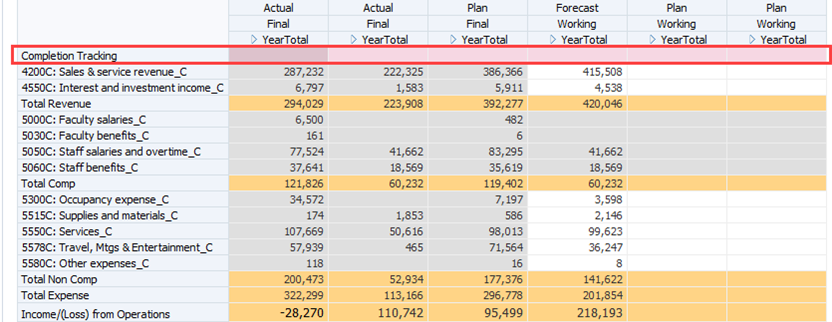 Actual Actual Plan Forecast Plan Plan
Final Final Final Working Working Working
YearTotal YearTotal YearTotal YearTotal YearTotal YearTotal
Completion Tracking
4200C: Sales & service revenue_C 287,232 222,325 386,366 415,508
4550C: Interest and investment income_C 6,797 1,583 5,911 4,538
Total Revenue 294,029 223,908 392,277 420,046
5000C: Faculty salaries_C 6,500 482
5030C: Faculty benefits_C 161 6
5050C: Staff salaries and overtime_C 77,524 41,662 83,295 41,662
5060C: Staff benefits_C 37,641 18,569 35,619 18,569
Total Comp 121,826 60,232 119,402 60,232
5300C: Occupancy expense_C 34,572 7,197 3,598
5515C: Supplies and materials_C 174 1,853 586 2,146
5550C: Services_C 107,669 50,616 98,013 99,623
5578C: Travel, Mtgs & Entertainment_C 57,939 465 71,564 36,247
5580C: Other expenses_C 118 16 8
Total Non Comp 200,473 52,934 177,376 141,622
Total Expense 322,299 113,166 296,778 201,854
Income/(Loss) from Operations -28,270 110,742 95,499 218,193